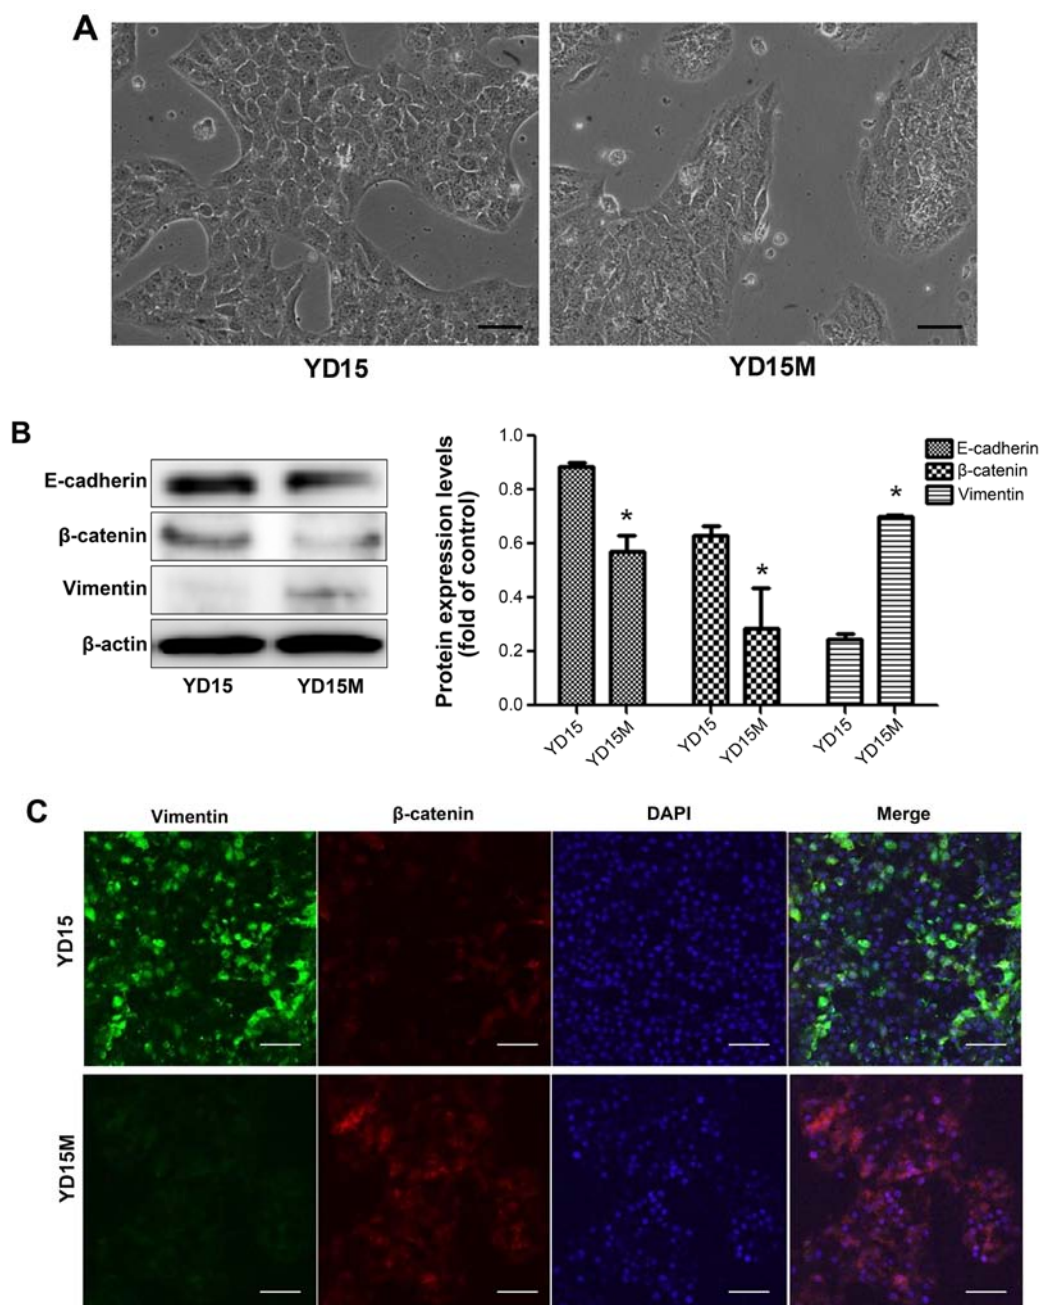 A
YD15
YD15M
B
E-cadherin
β-catenin
Vimentin
β-actin
YD15
YD15M
Protein expression levels
(fold of control)
1.0
0.8
0.6
0.4
0.2
0.0
*
*
*
YD15
YD15M
YD15
YD15M
YD15
YD15M
E-cadherin
β-catenin
Vimentin
C
Vimentin
β-catenin
DAPI
Merge
YD15
YD15M